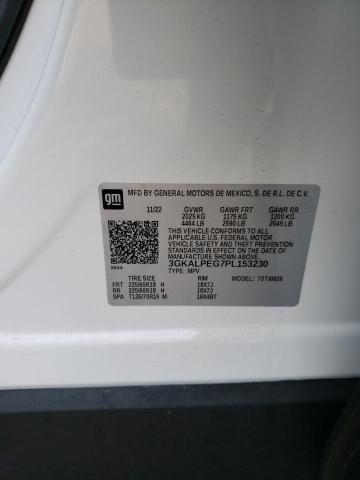 gm
MFD BY GENERAL MOTORS DE MEXICO, S. DE R.L. DE C.V.
11/22 GVWR GAWR FRT GAWR RR
2025 KG 1175 KG 1200 KG
4464 LB 2590 LB 2645 LB
THIS VEHICLE CONFORMS TO ALL
APPLICABLE U.S. FEDERAL MOTOR
VEHICLE SAFETY, BUMPER, AND THEFT
PREVENTION STANDARDS IN EFFECT
ON THE DATE OF MANUFACTURE
SHOWN ABOVE.
3GKALPEG7PL153230
TYPE: MPV
TIRE SIZE RIM MODEL: 70TXM26
FRT 225/60R18 H 18X7J
RR 225/60R18 H 18X7J
SPA T135/70R16 M 16X4BT